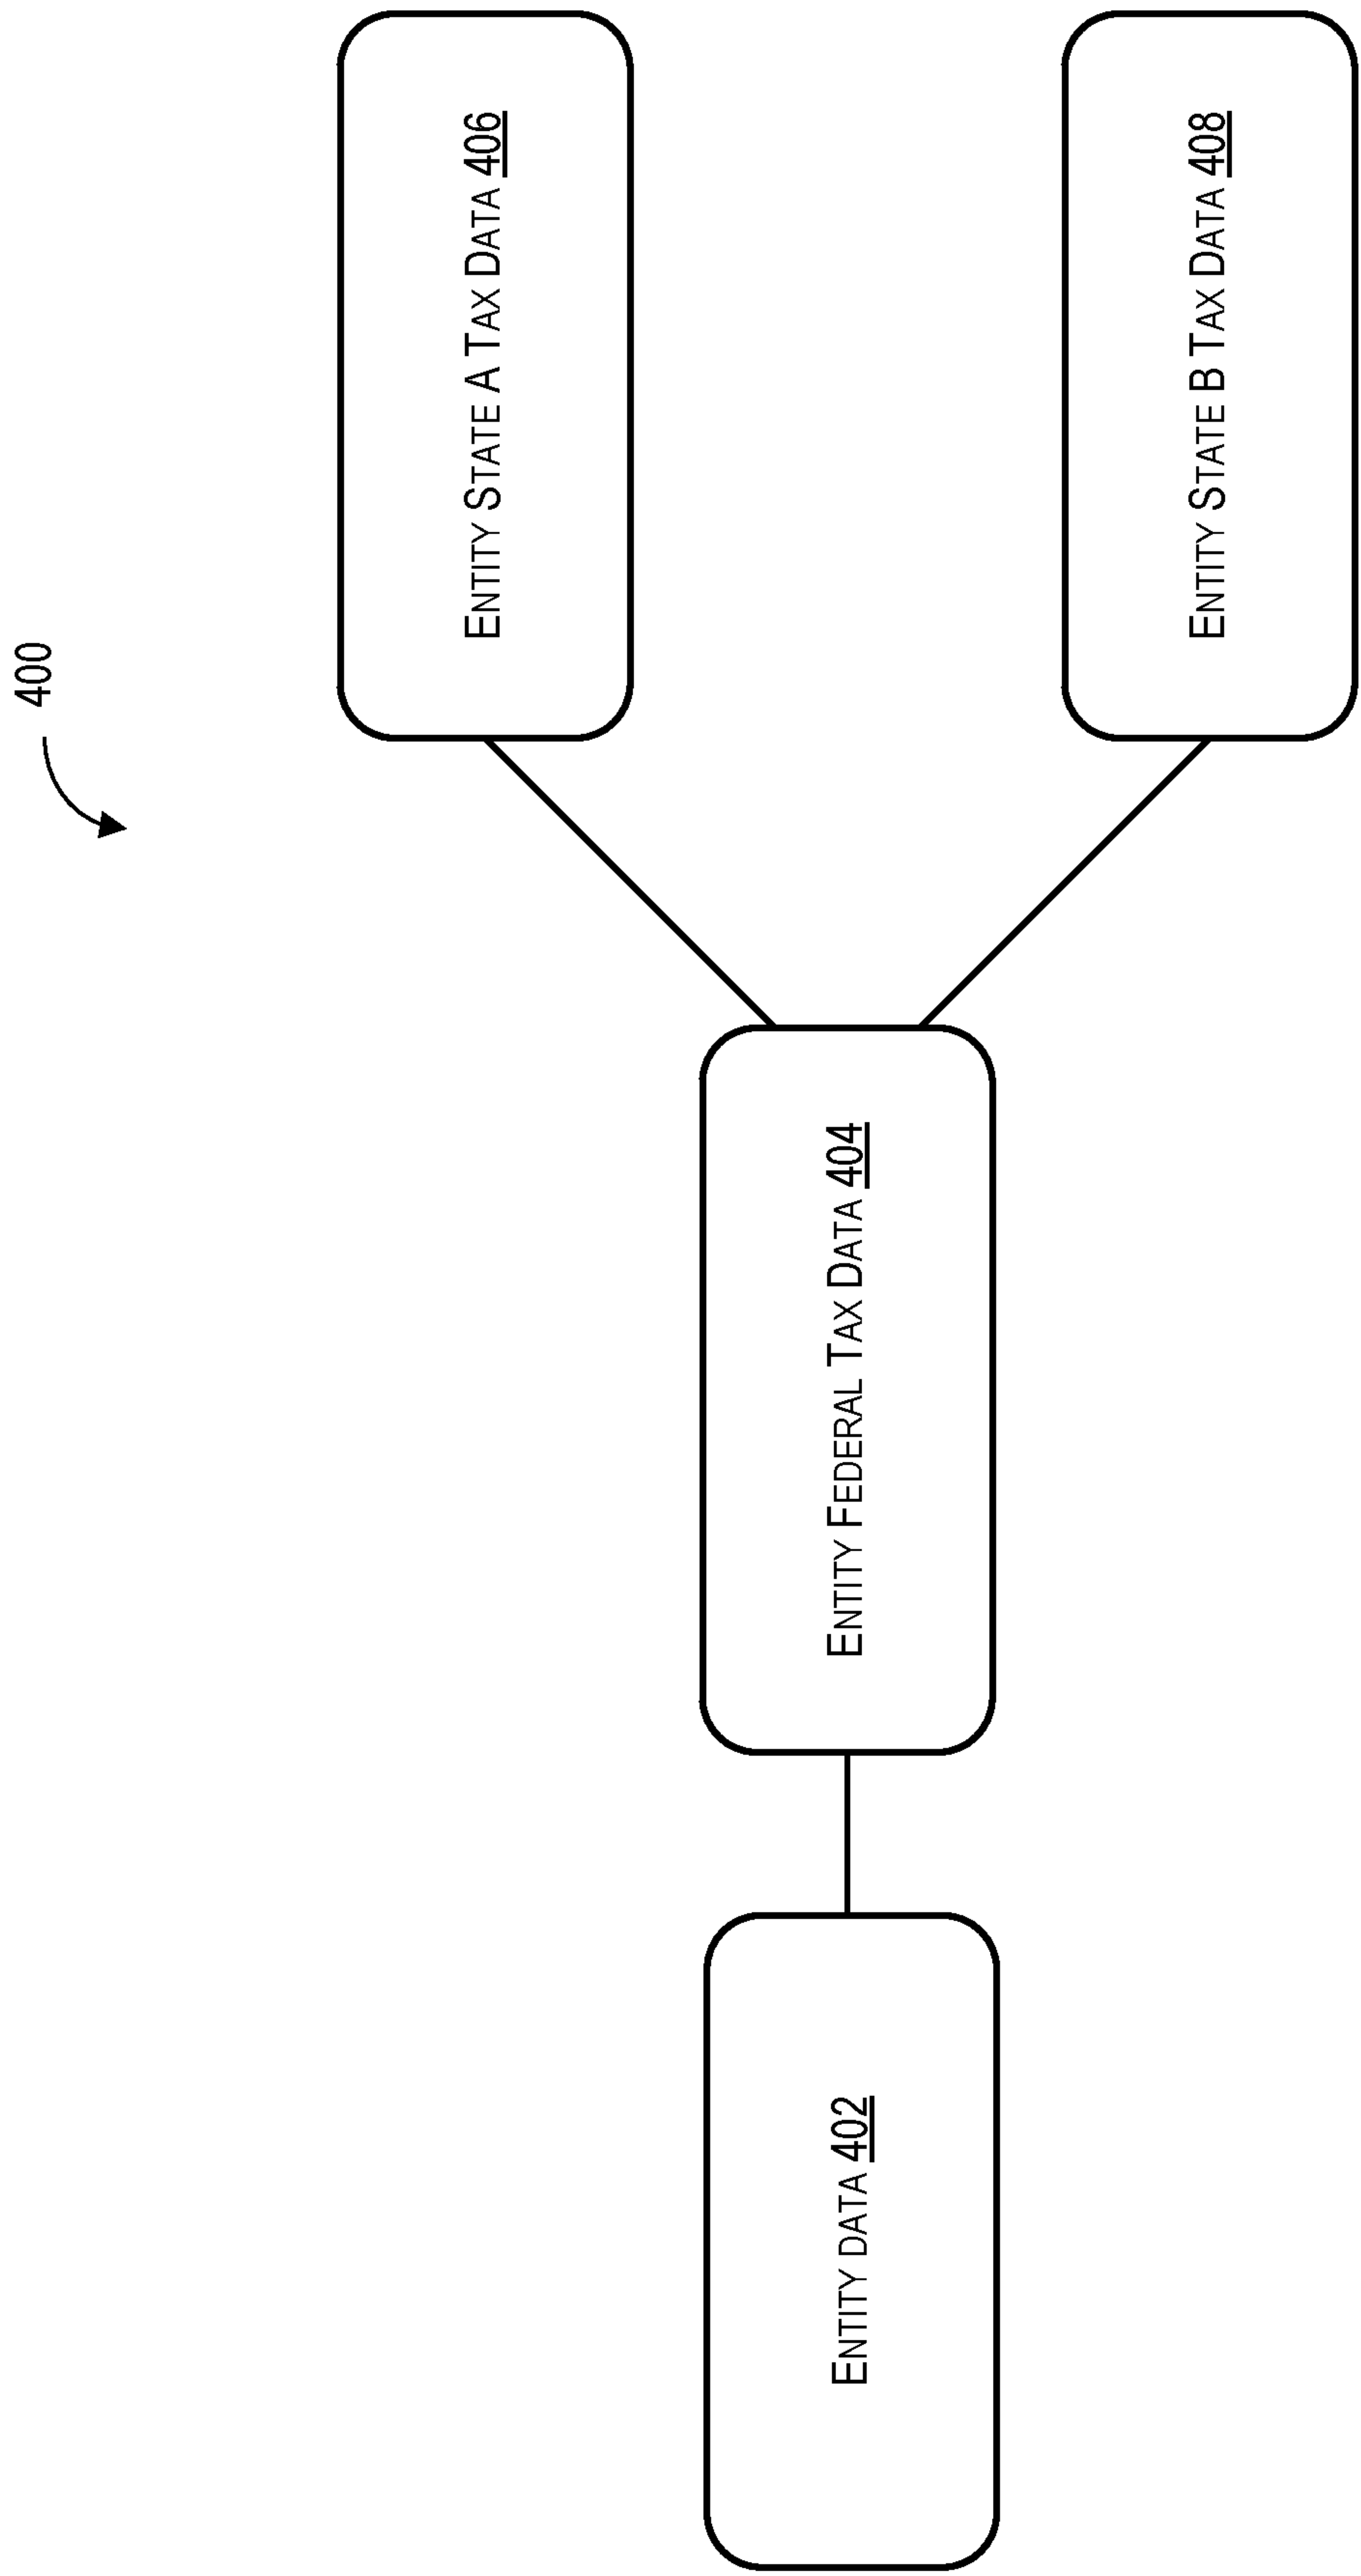 400
Entity data 402
Entity Federal Tax Data 404
Entity State A Tax Data 406
Entity State B Tax Data 408